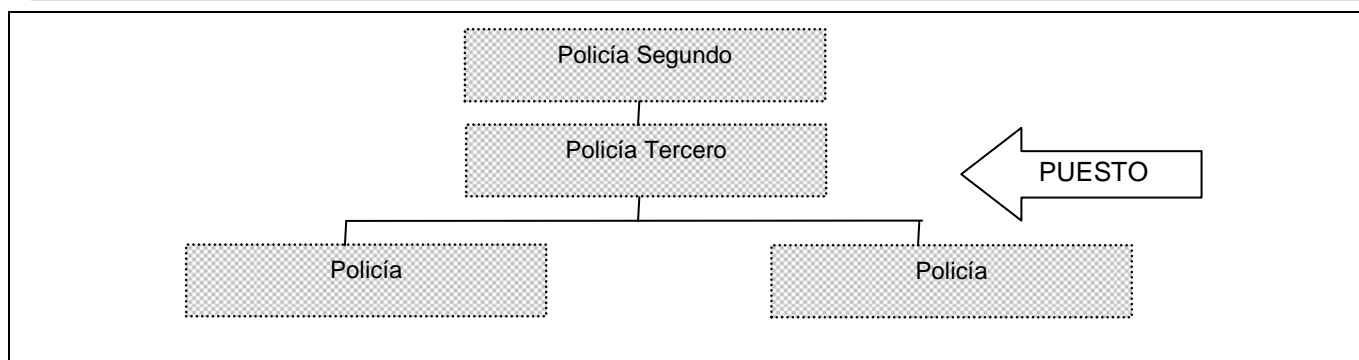 Policía Segundo
Policía Tercero
PUESTO
Policía
Policía